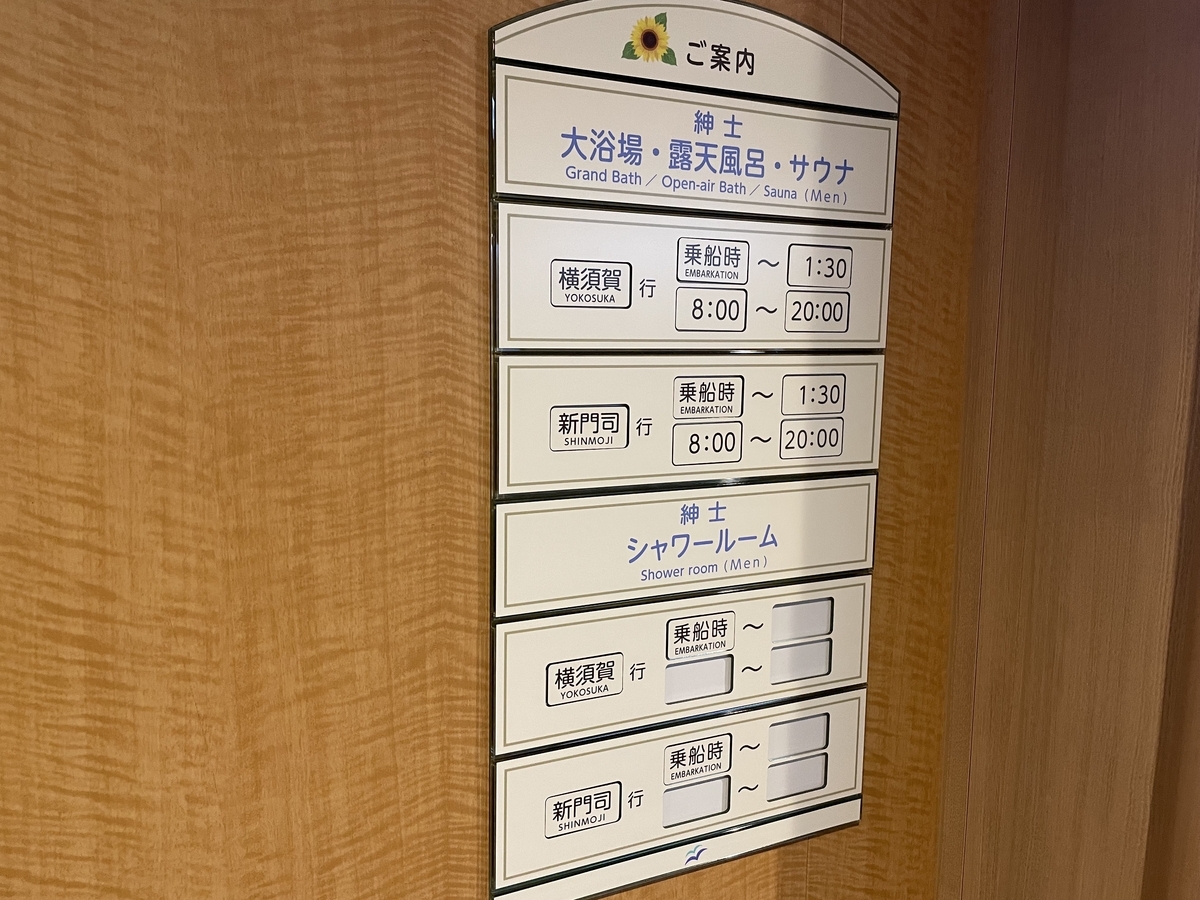 ご案内
紳士
大浴場・露天風呂・サウナ
Grand Bath / Open-air Bath / Sauna (Men)
横須賀 YOKOSUKA 行
乗船時 EMBARKATION ～ 1:30
8:00 ～ 20:00
新門司 SHINMOJI 行
乗船時 EMBARKATION ～ 1:30
8:00 ～ 20:00
紳士
シャワールーム
Shower room (Men)
横須賀 YOKOSUKA 行
乗船時 EMBARKATION ～
～
新門司 SHINMOJI 行
乗船時 EMBARKATION ～
～